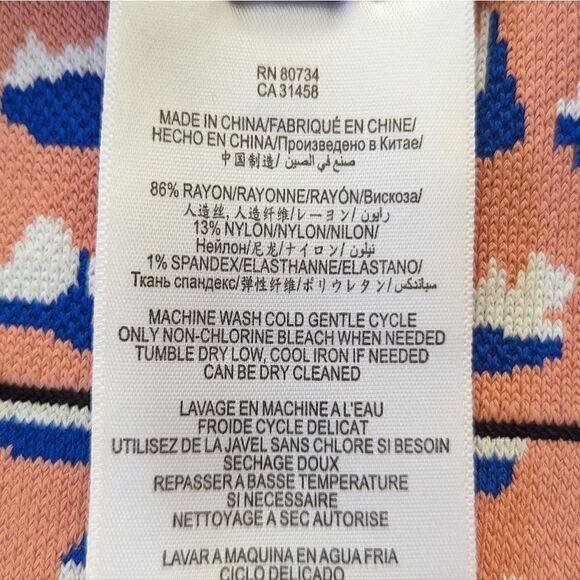 RN 80734
CA 31458
MADE IN CHINA/FABRIQUÉ EN CHINE/
HECHO EN CHINA/Произведено в Китае/
中国制造/ صنع في الصين/
86% RAYON/RAYONNE/RAYÓN/Вискоза/
人造丝, 人造纤维/レーヨン/ رايون/
13% NYLON/NYLON/NILON/
Нейлон/尼龙/ナイロン/ نيلون/
1% SPANDEX/ELASTHANNE/ELASTANO/
Ткань спандекс/弹性纤维/ポリウレタン/ سباندكس/
MACHINE WASH COLD GENTLE CYCLE
ONLY NON-CHLORINE BLEACH WHEN NEEDED
TUMBLE DRY LOW, COOL IRON IF NEEDED
CAN BE DRY CLEANED
LAVAGE EN MACHINE A L'EAU
FROIDE CYCLE DELICAT
UTILISEZ DE LA JAVEL SANS CHLORE SI BESOIN
SECHAGE DOUX
REPASSER A BASSE TEMPERATURE
SI NECESSAIRE
NETTOYAGE A SEC AUTORISE
LAVAR A MAQUINA EN AGUA FRIA
CICLO DELICADO